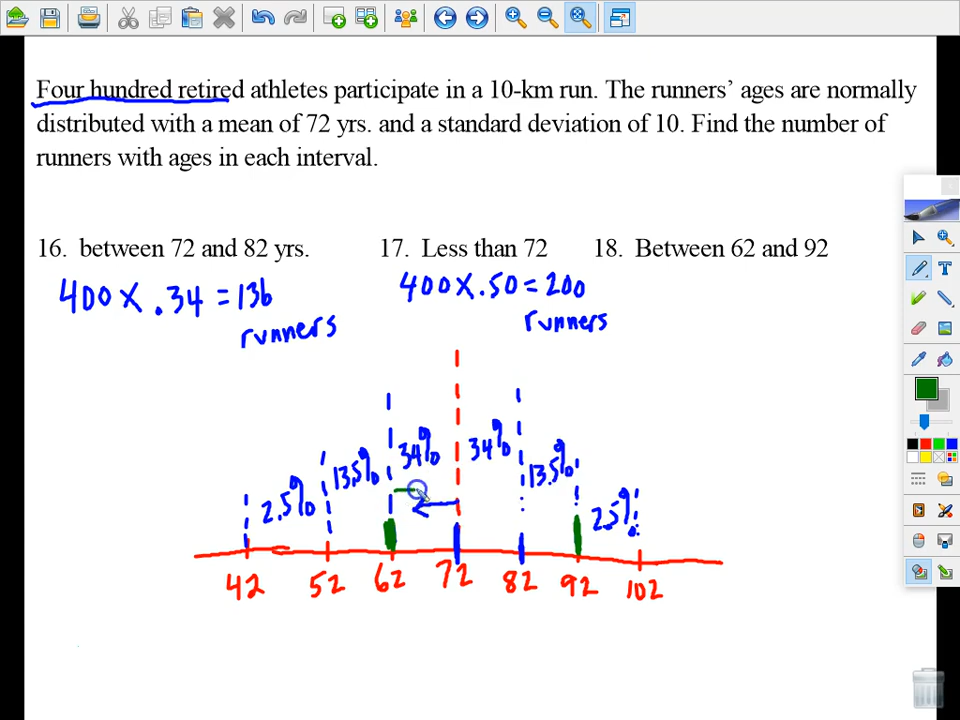 Four hundred retired athletes participate in a 10-km run. The runners’ ages are normally
distributed with a mean of 72 yrs. and a standard deviation of 10. Find the number of
runners with ages in each interval.
16. between 72 and 82 yrs. 17. Less than 72 18. Between 62 and 92
400 X .34 = 136
runners
400 X .50 = 200
runners
2.5% 13.5% 34% 34% 13.5% 2.5%
42 52 62 72 82 92 102